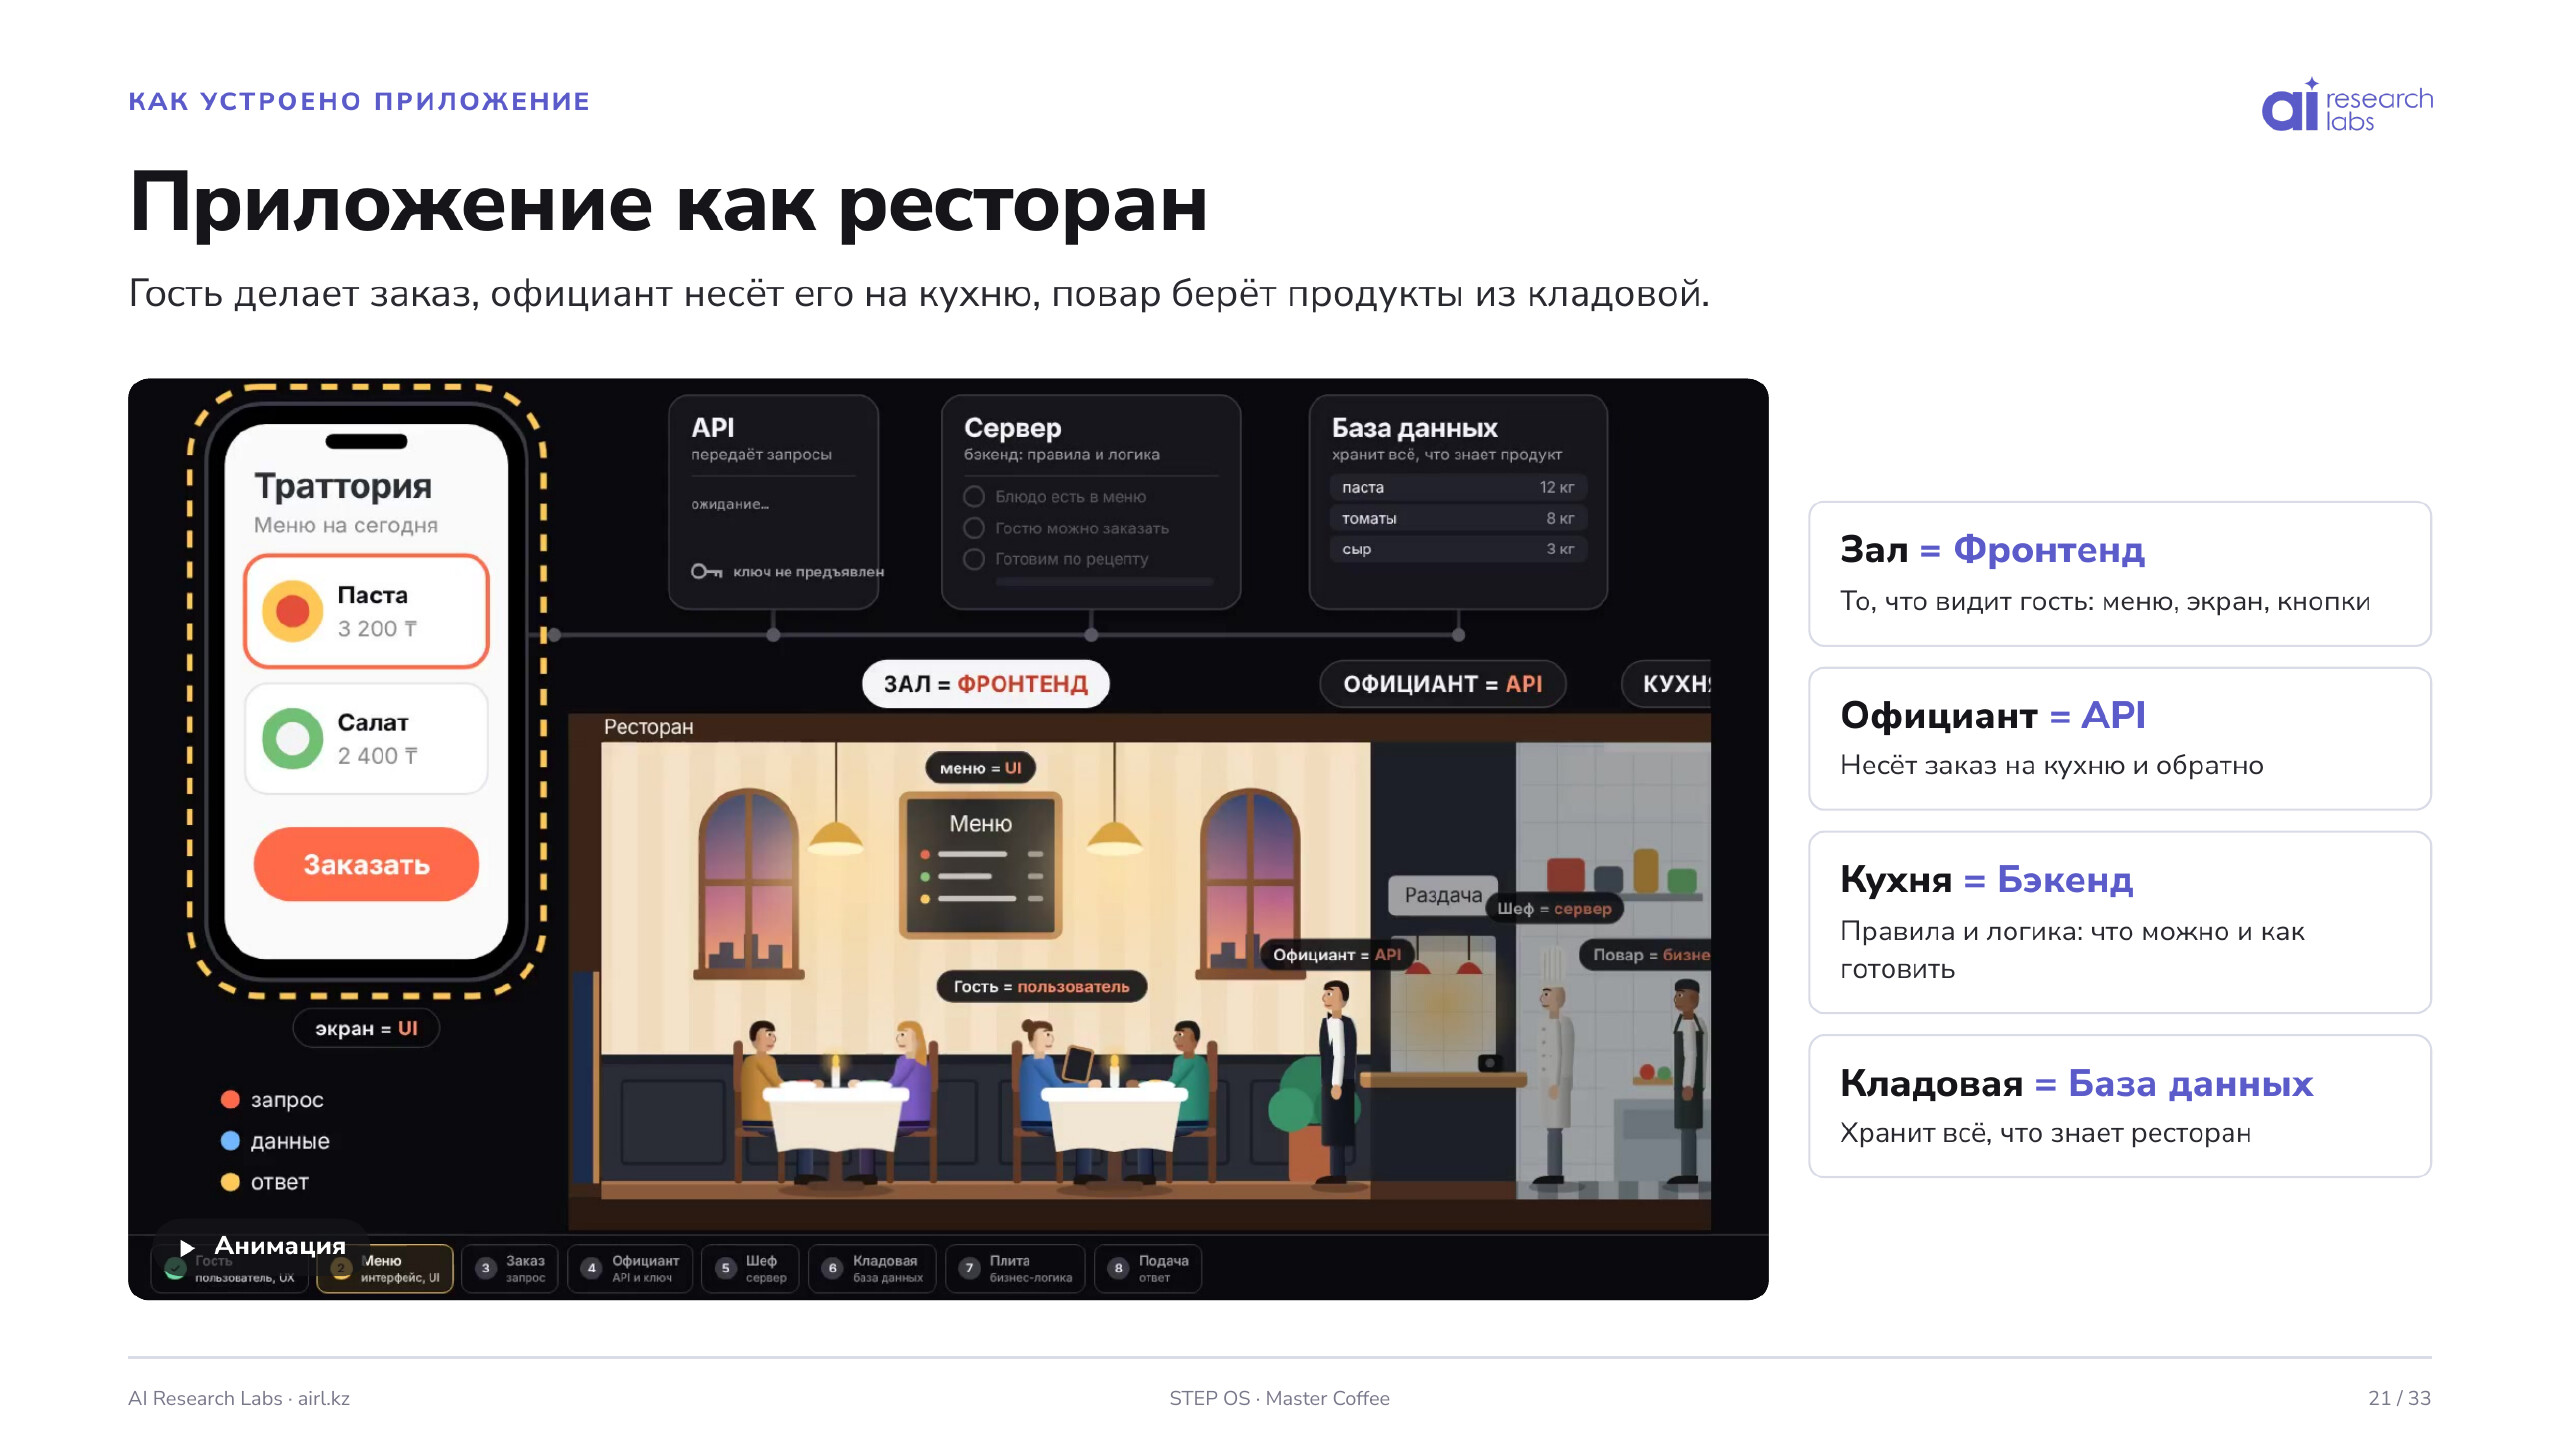 КАК УСТРОЕНО ПРИЛОЖЕНИЕ
ai research labs
Приложение как ресторан
Гость делает заказ, официант несёт его на кухню, повар берёт продукты из кладовой.
Траттория
Меню на сегодня
Паста
3 200 ₸
Салат
2 400 ₸
Заказать
экран = UI
запрос
данные
ответ
API
передаёт запросы
ожидание...
ключ не предъявлен
Сервер
бэкенд: правила и логика
Блюдо есть в меню
Гостю можно заказать
Готовим по рецепту
База данных
хранит всё, что знает продукт
паста 12 кг
томаты 8 кг
сыр 3 кг
ЗАЛ = ФРОНТЕНД
ОФИЦИАНТ = API
КУХН
Ресторан
меню = UI
Меню
Раздача
Шеф = сервер
Официант = API
Повар = бизне
Гость = пользователь
Анимация
Гость
пользователь, UX
2 Меню
интерфейс, UI
3 Заказ
запрос
4 Официант
API и ключ
5 Шеф
сервер
6 Кладовая
база данных
7 Плита
бизнес-логика
8 Подача
ответ
Зал = Фронтенд
То, что видит гость: меню, экран, кнопки
Официант = API
Несёт заказ на кухню и обратно
Кухня = Бэкенд
Правила и логика: что можно и как
готовить
Кладовая = База данных
Хранит всё, что знает ресторан
AI Research Labs · airl.kz
STEP OS · Master Coffee
21 / 33